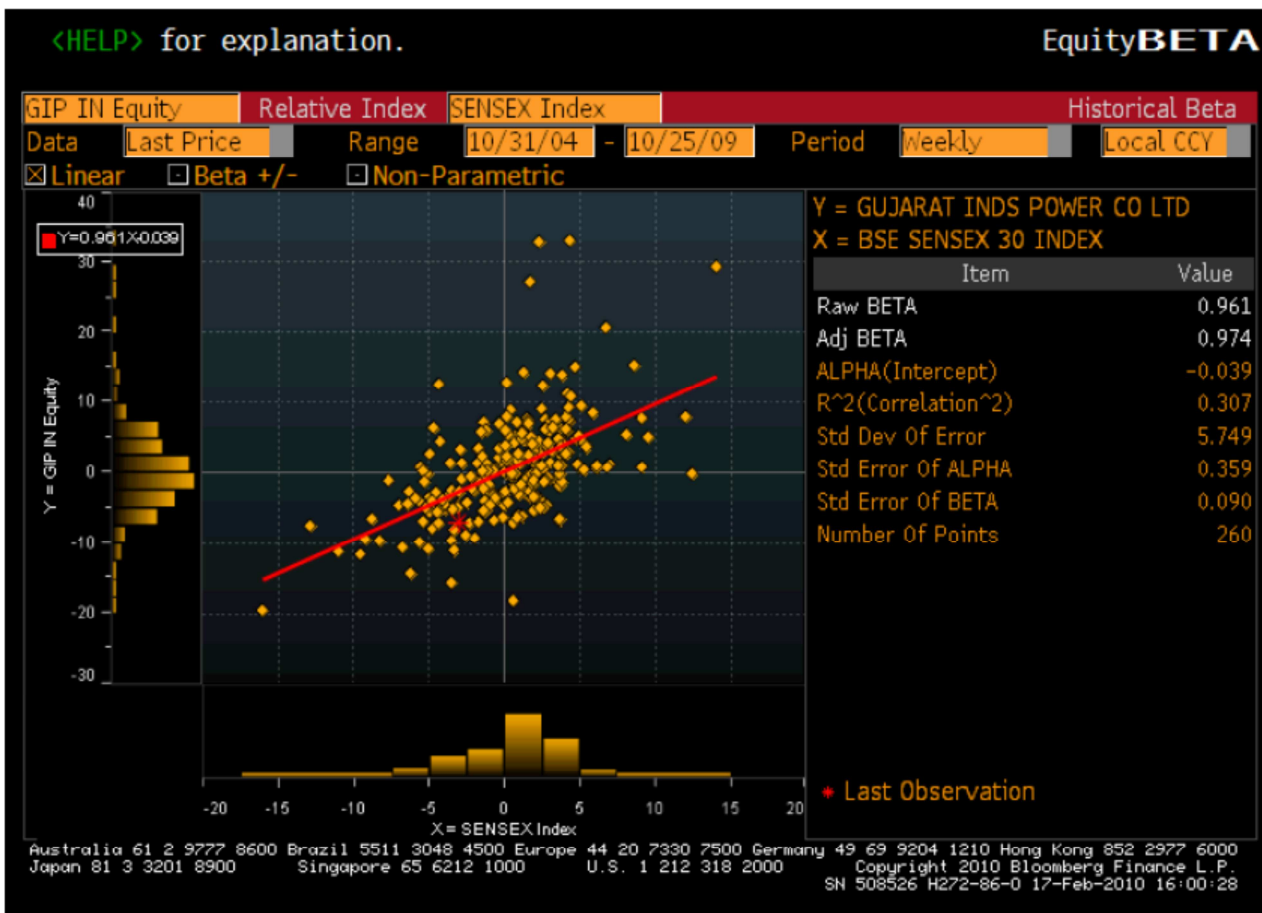 <HELP> for explanation. EquityBETA
GIP IN Equity Relative Index SENSEX Index Historical Beta
Data Last Price Range 10/31/04 - 10/25/09 Period Weekly Local CCY
Linear Beta +/- Non-Parametric
Y=0.961X-0.039
40
30
20
10
0
-10
-20
-30
Y = GIP IN Equity
-20 -15 -10 -5 0 5 10 15 20
X = SENSEX Index
Y = GUJARAT INDS POWER CO LTD
X = BSE SENSEX 30 INDEX
Item Value
Raw BETA 0.961
Adj BETA 0.974
ALPHA(Intercept) -0.039
R^2(Correlation^2) 0.307
Std Dev Of Error 5.749
Std Error Of ALPHA 0.359
Std Error Of BETA 0.090
Number Of Points 260
* Last Observation
Australia 61 2 9777 8600 Brazil 5511 3048 4500 Europe 44 20 7330 7500 Germany 49 69 9204 1210 Hong Kong 852 2977 6000
Japan 81 3 3201 8900 Singapore 65 6212 1000 U.S. 1 212 318 2000 Copyright 2010 Bloomberg Finance L.P.
SN 508526 H272-86-0 17-Feb-2010 16:00:28